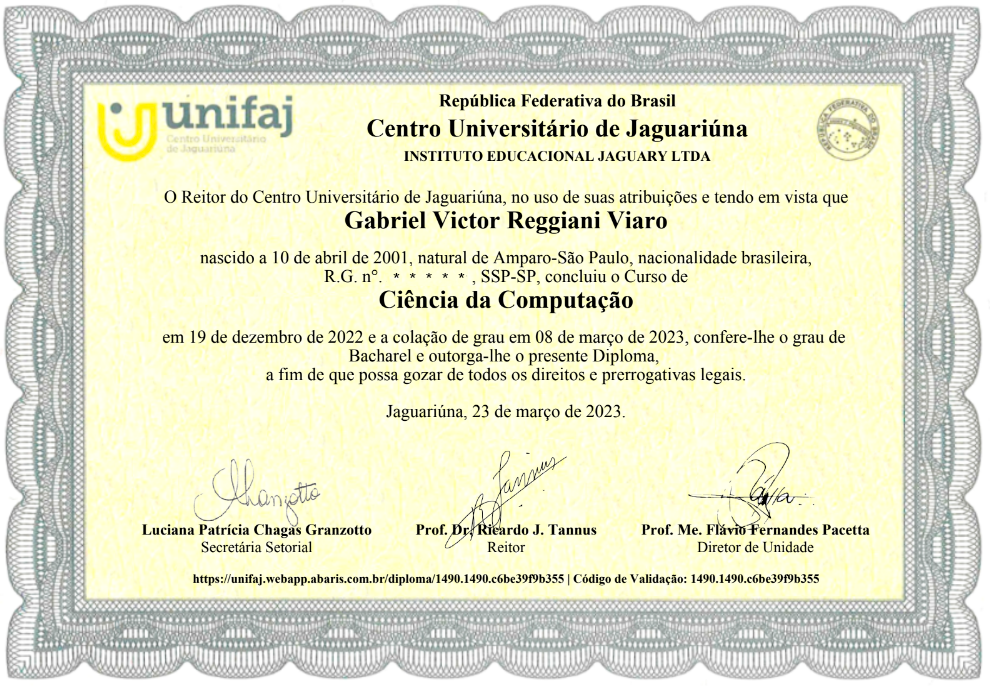 unifaj
Centro Universitário
de Jaguariúna
República Federativa do Brasil
Centro Universitário de Jaguariúna
INSTITUTO EDUCACIONAL JAGUARY LTDA
O Reitor do Centro Universitário de Jaguariúna, no uso de suas atribuições e tendo em vista que
Gabriel Victor Reggiani Viaro
nascido a 10 de abril de 2001, natural de Amparo-São Paulo, nacionalidade brasileira,
R.G. nº. * * * * * , SSP-SP, concluiu o Curso de
Ciência da Computação
em 19 de dezembro de 2022 e a colação de grau em 08 de março de 2023, confere-lhe o grau de
Bacharel e outorga-lhe o presente Diploma,
a fim de que possa gozar de todos os direitos e prerrogativas legais.
Jaguariúna, 23 de março de 2023.
Luciana Patrícia Chagas Granzotto
Secretária Setorial
Prof. Dr. Ricardo J. Tannus
Reitor
Prof. Me. Flávio Fernandes Pacetta
Diretor de Unidade
https://unifaj.webapp.abaris.com.br/diploma/1490.1490.c6be39f9b355 | Código de Validação: 1490.1490.c6be39f9b355